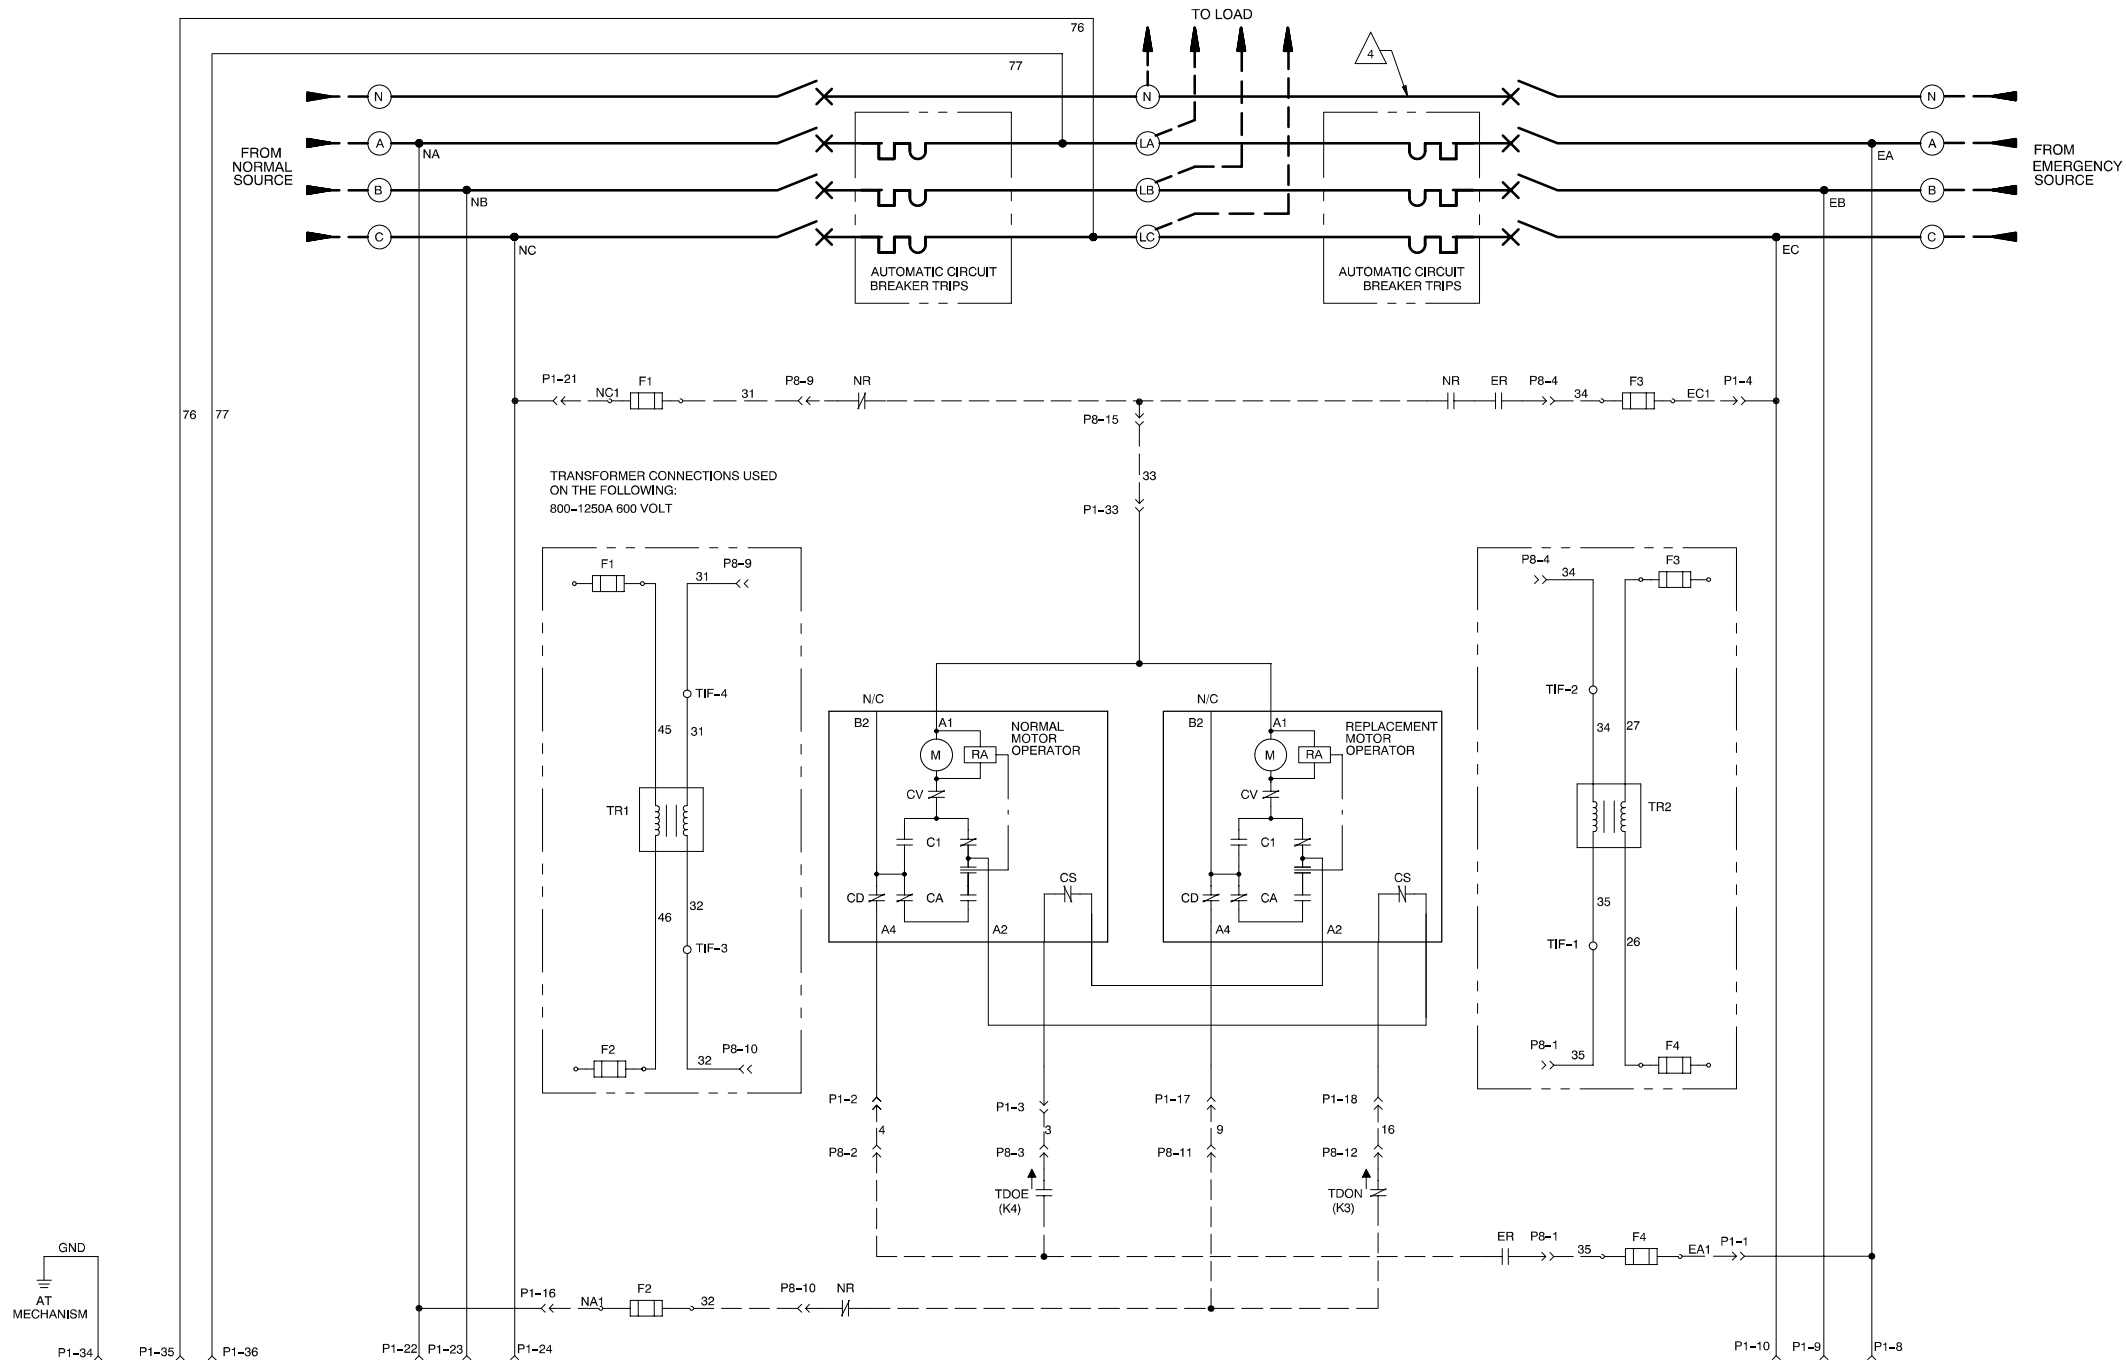 TO LOAD
76
77
4
N
N
N
A
NA
LA
EA
A
FROM
NORMAL
SOURCE
FROM
EMERGENCY
SOURCE
B
NB
LB
EB
B
C
NC
LC
EC
C
AUTOMATIC CIRCUIT
BREAKER TRIPS
AUTOMATIC CIRCUIT
BREAKER TRIPS
P1-21
NC1
F1
31
P8-9
NR
NR
ER
P8-4
34
F3
EC1
P1-4
76
77
P8-15
33
P1-33
TRANSFORMER CONNECTIONS USED
ON THE FOLLOWING:
800-1250A 600 VOLT
F1
31
P8-9
TIF-4
45
31
TR1
46
32
TIF-3
F2
32
P8-10
P8-4
34
F3
TIF-2
34
27
TR2
35
26
TIF-1
P8-1
35
F4
N/C
B2
A1
NORMAL
MOTOR
OPERATOR
M
RA
CV
C1
CD
CA
CS
A4
A2
N/C
B2
A1
REPLACEMENT
MOTOR
OPERATOR
M
RA
CV
C1
CD
CA
CS
A4
A2
P1-2
4
P8-2
P1-3
3
P8-3
TDOE
(K4)
P1-17
9
P8-11
P1-18
16
P8-12
TDON
(K3)
ER
P8-1
35
F4
EA1
P1-1
P1-16
NA1
F2
32
P8-10
NR
GND
AT
MECHANISM
P1-34
P1-35
P1-36
P1-22
P1-23
P1-24
P1-10
P1-9
P1-8